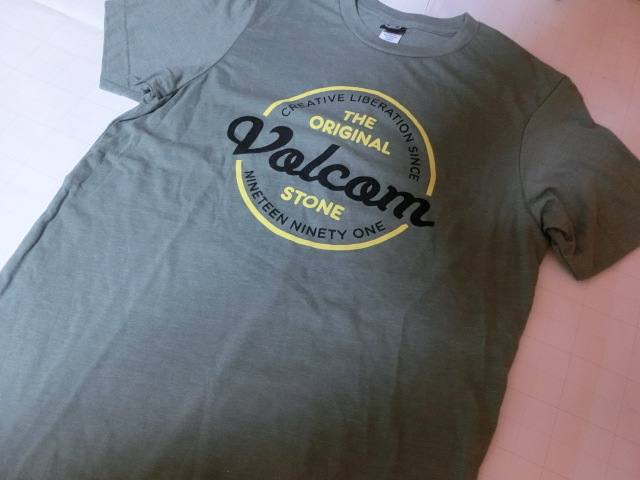 CREATIVE LIBERATION SINCE
THE
ORIGINAL
Volcom
STONE
NINETEEN NINETY ONE